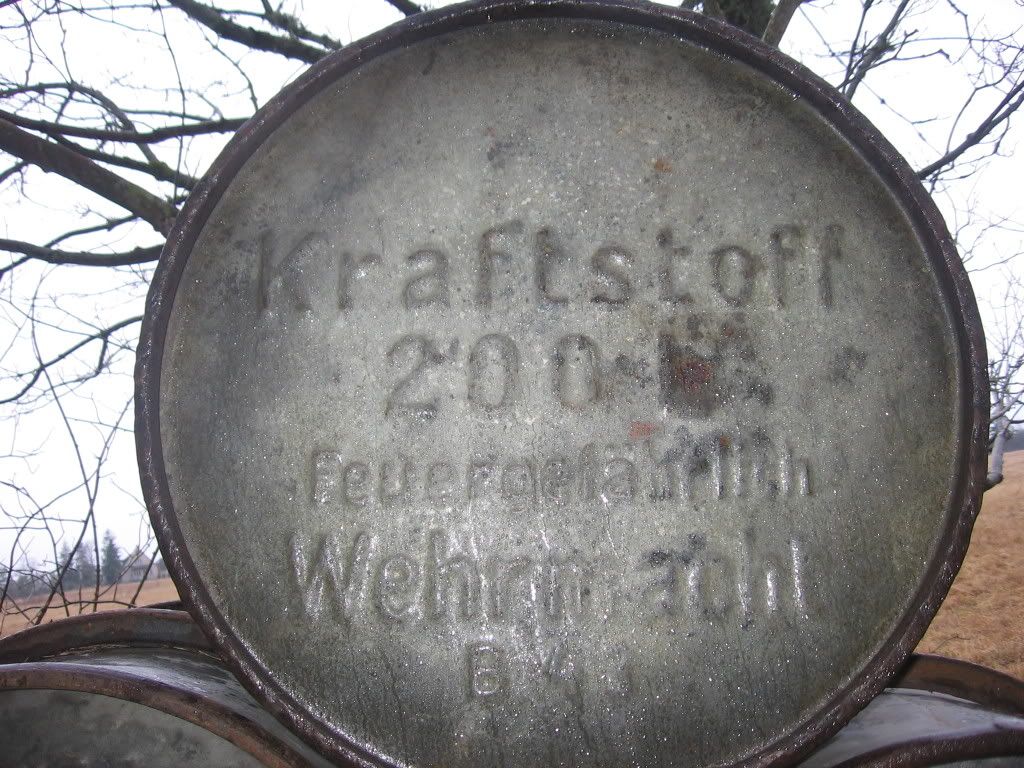 Kraftstoff
200 L
Feuergefährlich
Wehrmacht